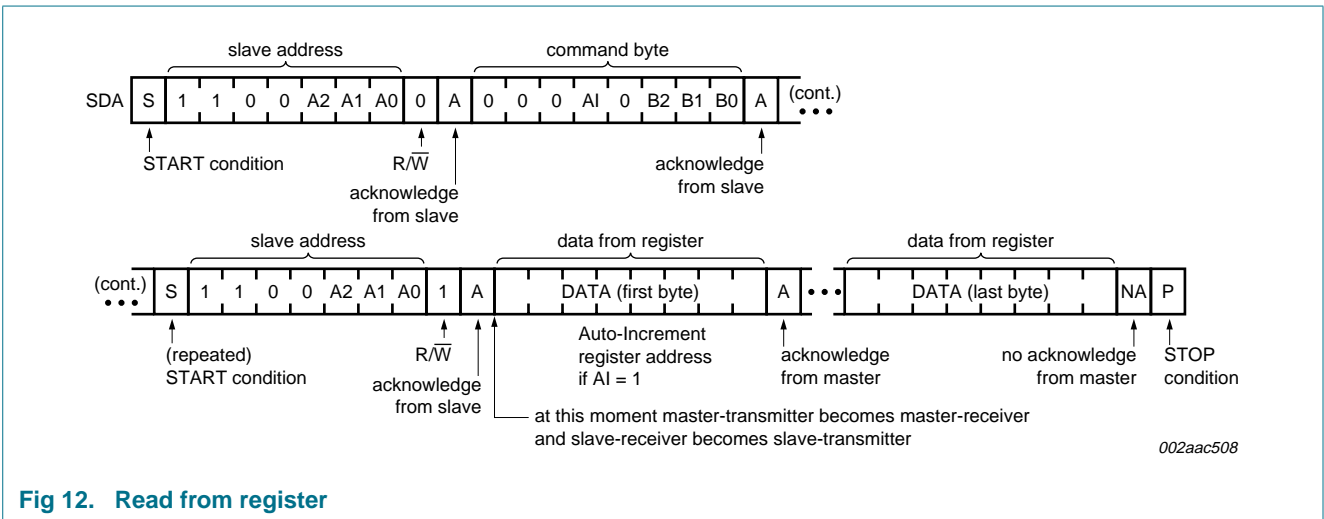 slave address command byte
SDA S 1 1 0 0 A2 A1 A0 0 A 0 0 0 AI 0 B2 B1 B0 A (cont.)
START condition R/W̅ acknowledge
acknowledge from slave
from slave
slave address data from register data from register
(cont.) S 1 1 0 0 A2 A1 A0 1 A DATA (first byte) A DATA (last byte) NA P
(repeated)
START condition
R/W̅
acknowledge
from slave
Auto-Increment
register address
if AI = 1
acknowledge
from master
no acknowledge
from master
STOP
condition
at this moment master-transmitter becomes master-receiver
and slave-receiver becomes slave-transmitter
002aac508
Fig 12. Read from register